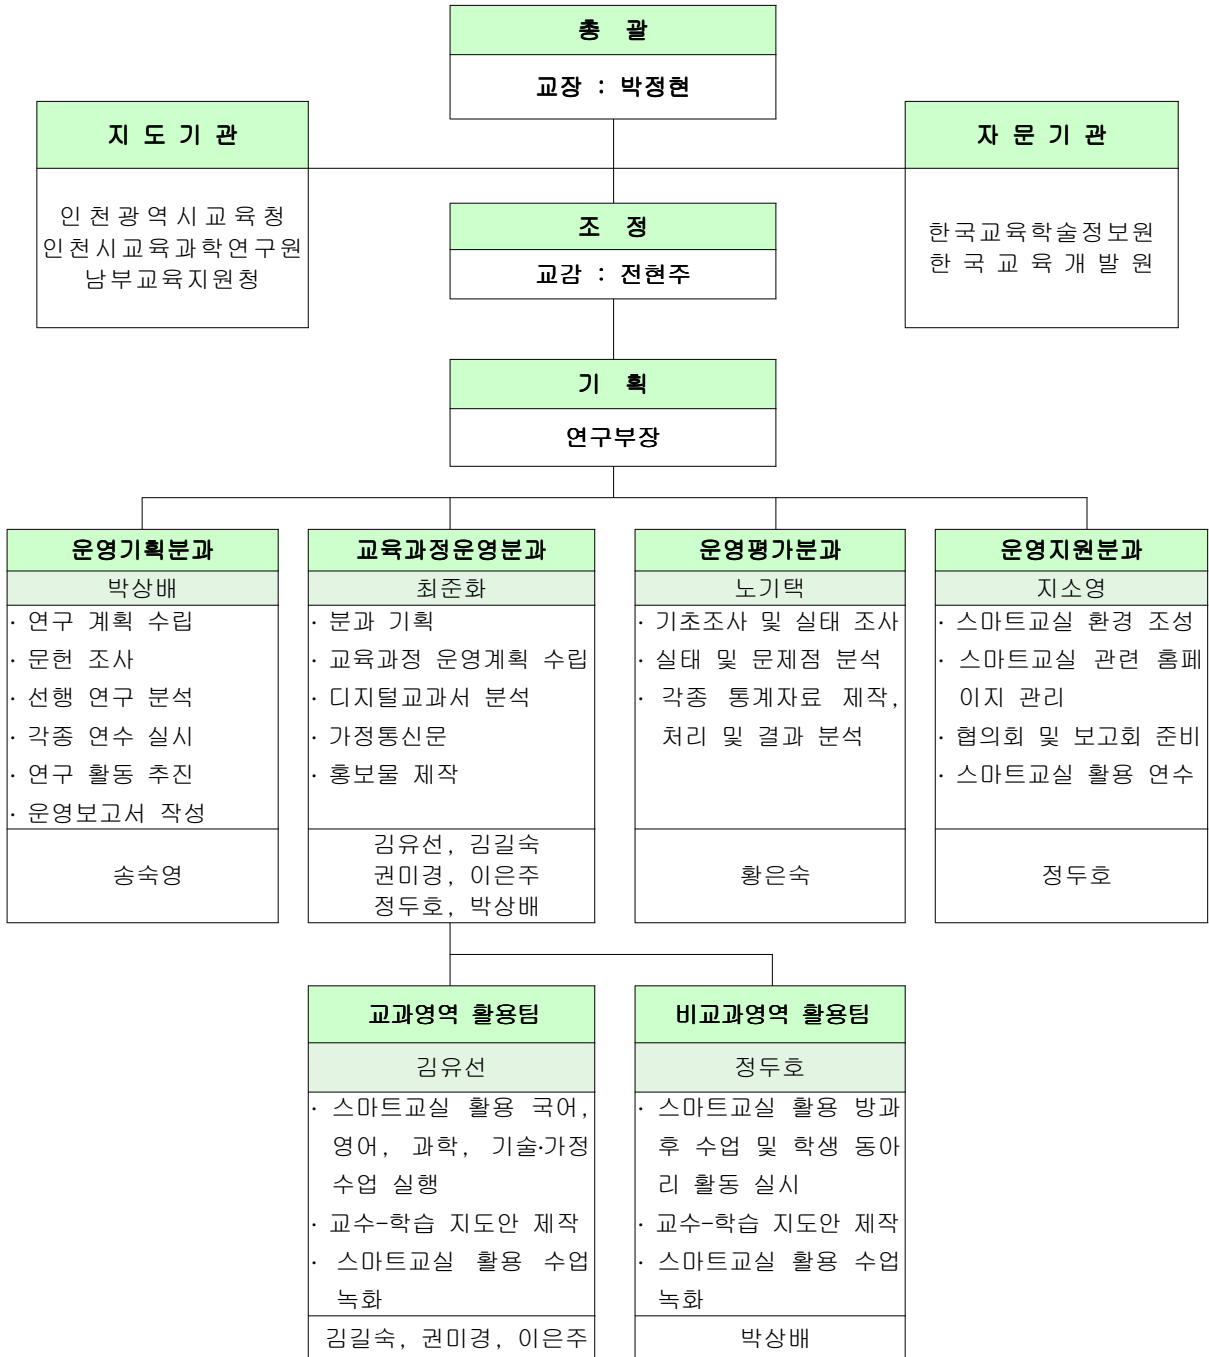 총 괄
교장 : 박정현
지 도 기 관
인 천 광 역 시 교 육 청
인천시교육과학연구원
남부교육지원청
자 문 기 관
한국교육학술정보원
한 국 교 육 개 발 원
조 정
교감 : 전현주
기 획
연구부장
운영기획분과
박상배
· 연구 계획 수립
· 문헌 조사
· 선행 연구 분석
· 각종 연수 실시
· 연구 활동 추진
· 운영보고서 작성
송숙영
교육과정운영분과
최준화
· 분과 기획
· 교육과정 운영계획 수립
· 디지털교과서 분석
· 가정통신문
· 홍보물 제작
김유선, 김길숙
권미경, 이은주
정두호, 박상배
운영평가분과
노기택
· 기초조사 및 실태 조사
· 실태 및 문제점 분석
· 각종 통계자료 제작,
처리 및 결과 분석
황은숙
운영지원분과
지소영
· 스마트교실 환경 조성
· 스마트교실 관련 홈페
이지 관리
· 협의회 및 보고회 준비
· 스마트교실 활용 연수
정두호
교과영역 활용팀
김유선
· 스마트교실 활용 국어,
영어, 과학, 기술·가정
수업 실행
· 교수-학습 지도안 제작
· 스마트교실 활용 수업
녹화
김길숙, 권미경, 이은주
비교과영역 활용팀
정두호
· 스마트교실 활용 방과
후 수업 및 학생 동아
리 활동 실시
· 교수-학습 지도안 제작
· 스마트교실 활용 수업
녹화
박상배